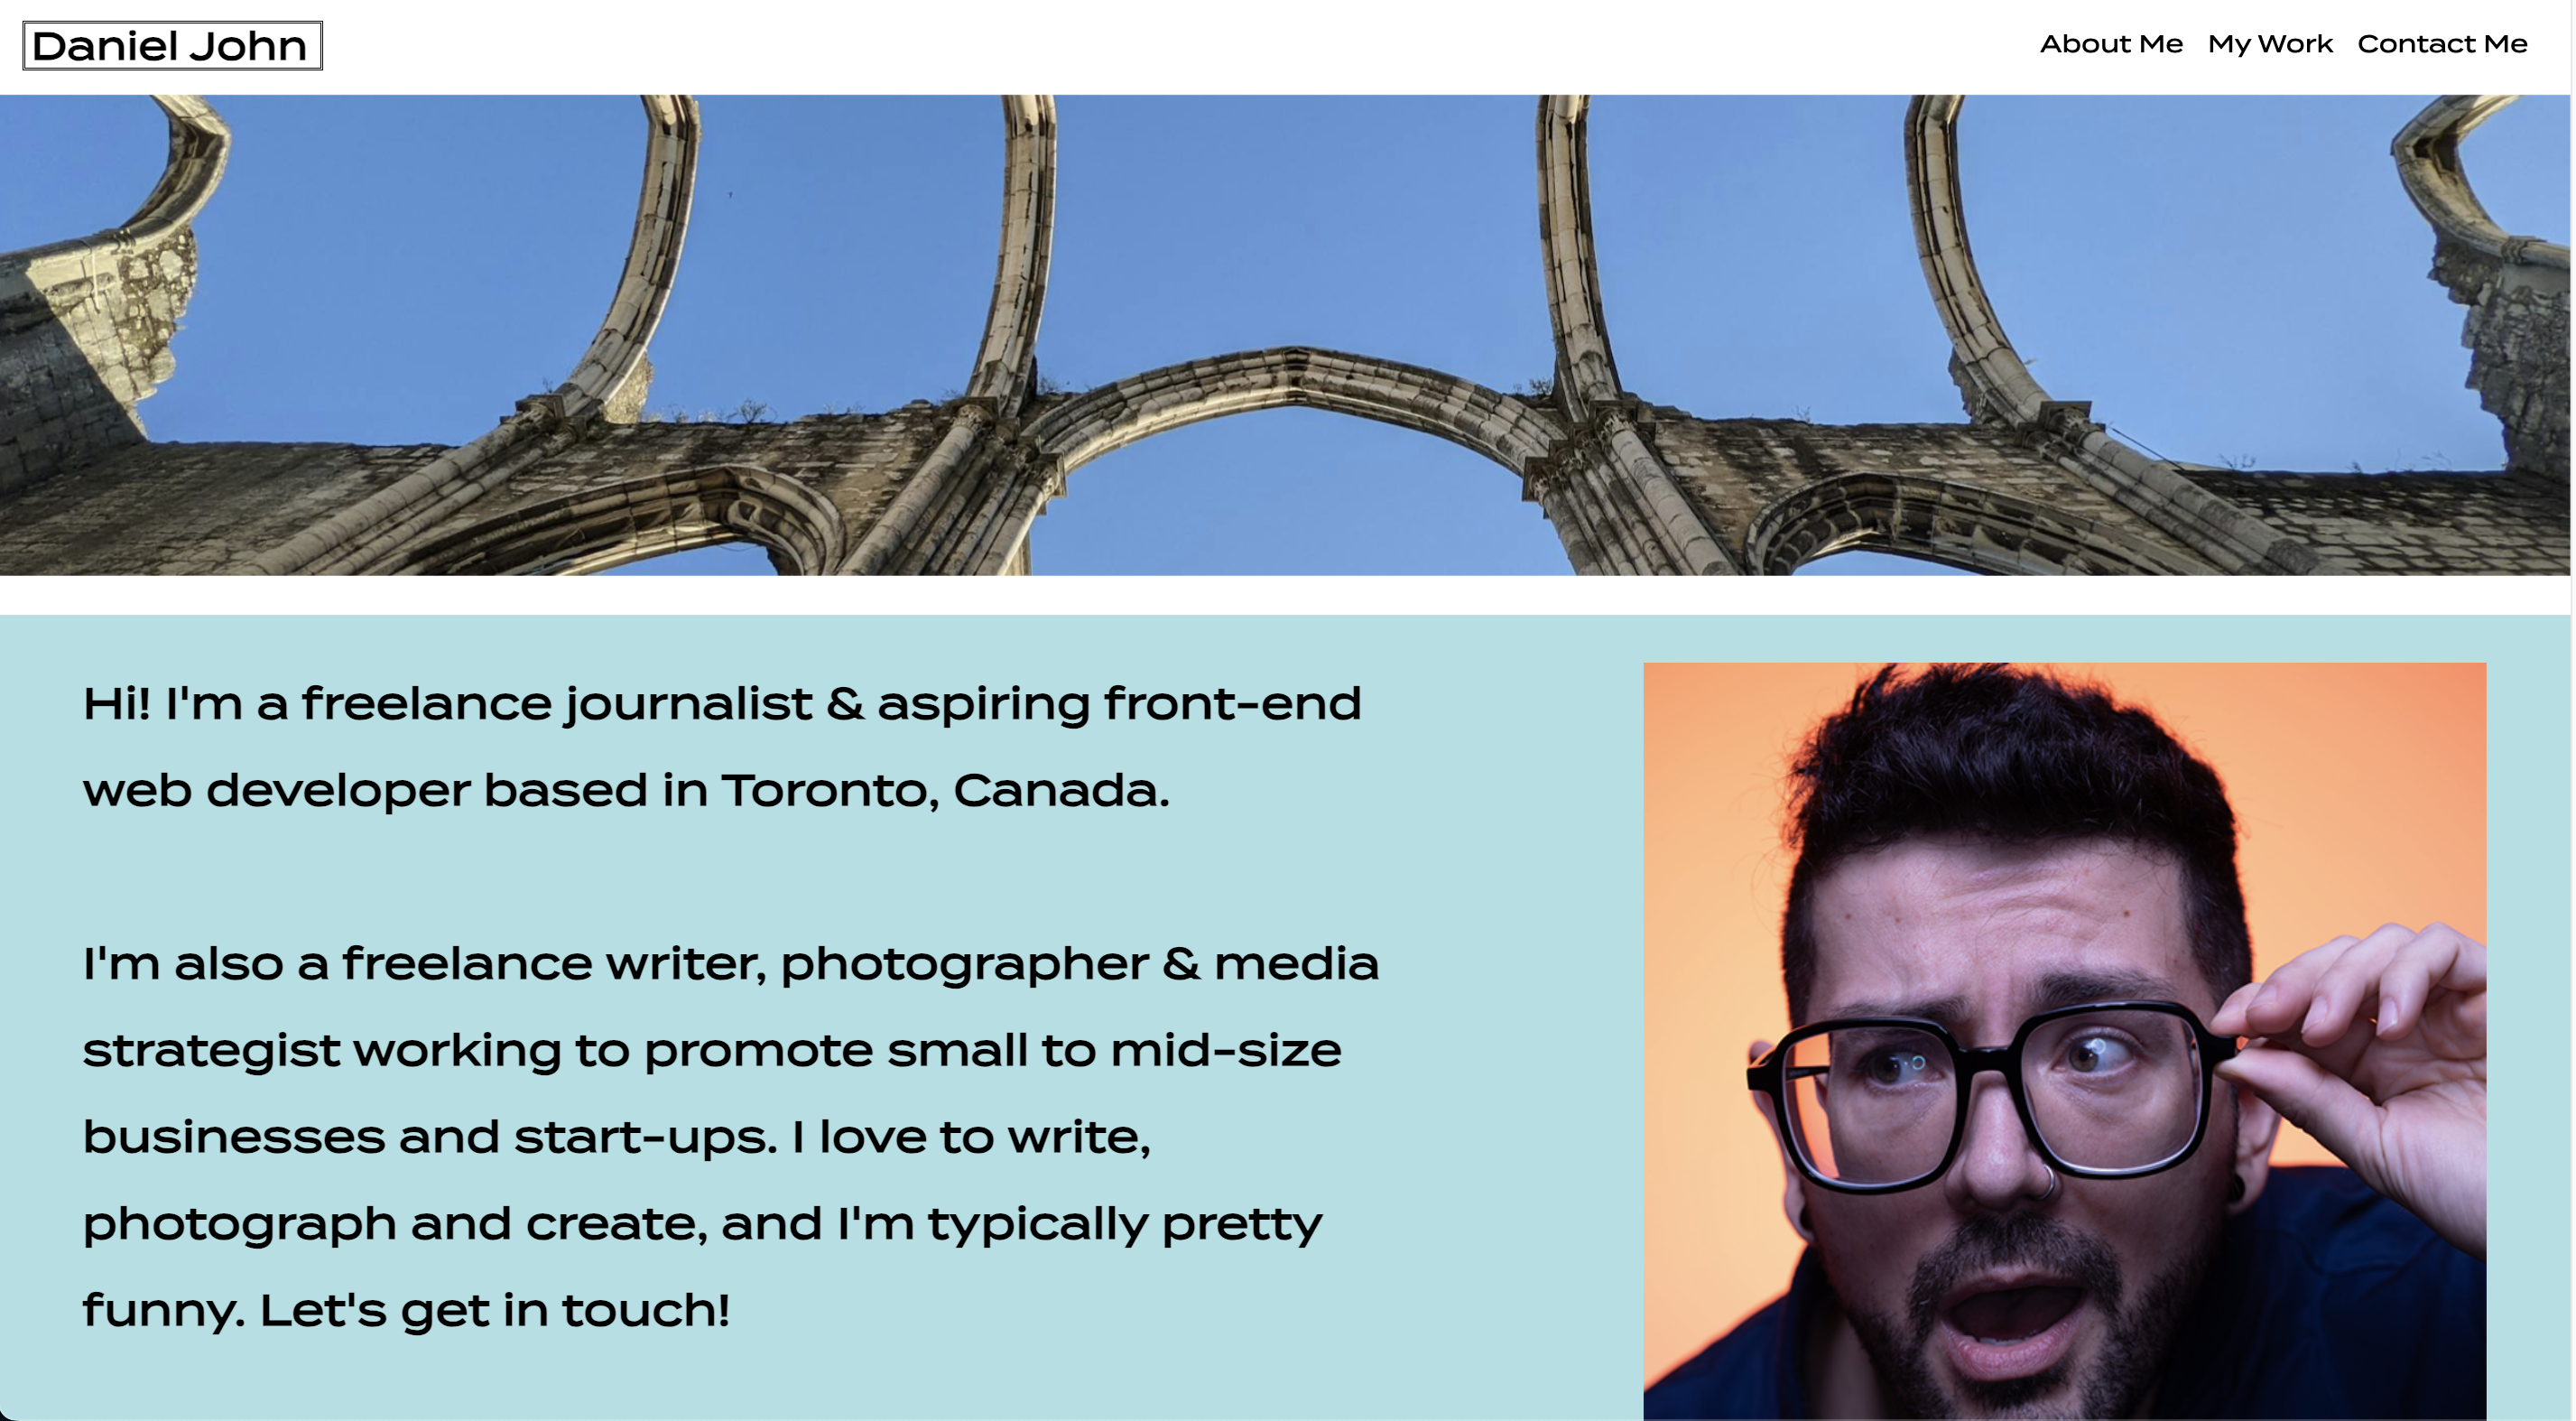 Daniel John
About Me My Work Contact Me
Hi! I'm a freelance journalist & aspiring front-end
web developer based in Toronto, Canada.
I'm also a freelance writer, photographer & media
strategist working to promote small to mid-size
businesses and start-ups. I love to write,
photograph and create, and I'm typically pretty
funny. Let's get in touch!